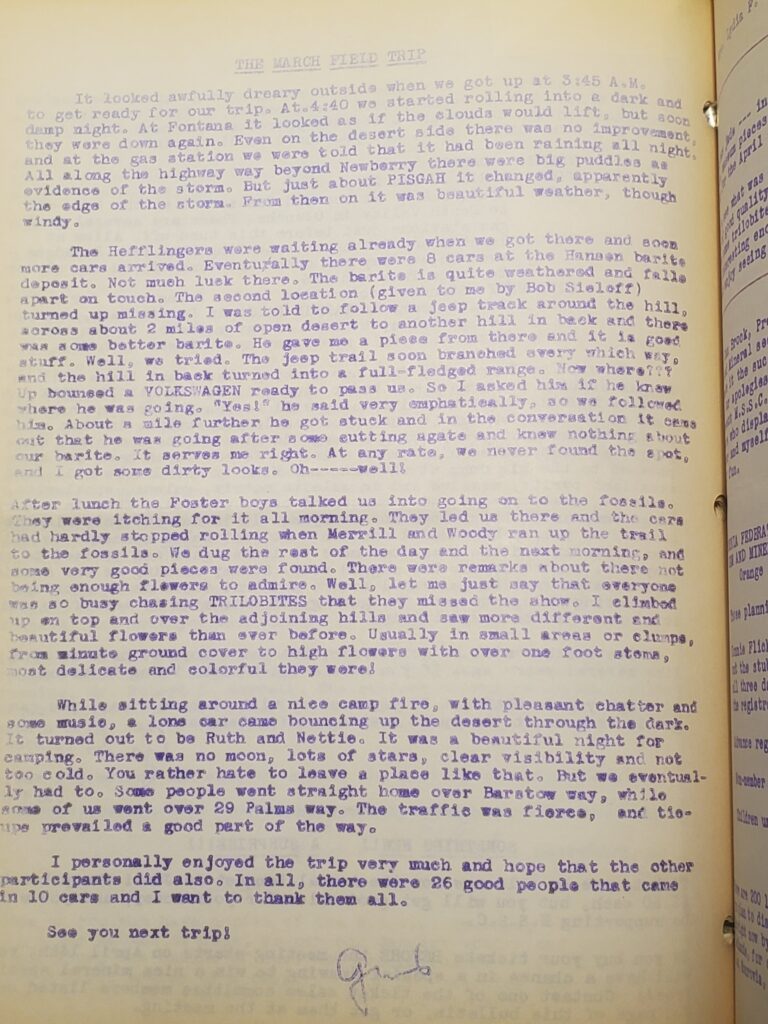 THE MARCH FIELD TRIP
It looked awfully dreary outside when we got up at 3:45 A.M.
to get ready for our trip. At.4:40 we started rolling into a dark and
damp night. At Fontana it looked as if the clouds would lift, but soon
they were down again. Even on the desert side there was no improvement,
and at the gas station we were told that it had been raining all night.
All along the highway way beyond Newberry there were big puddles as
evidence of the storm. But just about PISGAH it changed, apparently
the edge of the storm. From then on it was beautiful weather, though
windy.
The Hefflingers were waiting already when we got there and soon
more cars arrived. Eventurally there were 8 cars at the Hansen barite
deposit. Not much luck there. The barite is quite weathered and falls
apart on touch. The second location (given to me by Bob Sieloff)
turned up missing. I was told to follow a jeep track around the hill,
across about 2 miles of open desert to another hill in back and there
was some better barite. He gave me a piece from there and it is good
stuff. Well, we tried. The jeep trail soon branched every which way,
and the hill in back turned into a full-fledged range. Now where???
Up bounced a VOLKSWAGEN ready to pass us. So I asked him if he knew
where he was going. "Yes!" he said very emphatically, so we followed
him. About a mile further he got stuck and in the conversation it came
out that he was going after some cutting agate and knew nothing about
our barite. It serves me right. At any rate, we never found the spot,
and I got some dirty looks. Oh-----well!
After lunch the Foster boys talked us into going on to the fossils.
They were itching for it all morning. They led us there and the cars
had hardly stopped rolling when Merrill and Woody ran up the trail
to the fossils. We dug the rest of the day and the next morning, and
some very good pieces were found. There were remarks about there not
being enough flowers to admire. Well, let me just say that everyone
was so busy chasing TRILOBITES that they missed the show. I climbed
up on top and over the adjoining hills and saw more different and
beautiful flowers than ever before. Usually in small areas or clumps,
from minute ground cover to high flowers with over one foot stems,
most delicate and colorful they were!
While sitting around a nice camp fire, with pleasant chatter and
some music, a lone car came bouncing up the desert through the dark.
It turned out to be Ruth and Nettie. It was a beautiful night for
camping. There was no moon, lots of stars, clear visibility and not
too cold. You rather hate to leave a place like that. But we eventual-
ly had to. Some people went straight home over Barstow way, while
some of us went over 29 Palms way. The traffic was fierce, and tie-
ups prevailed a good part of the way.
I personally enjoyed the trip very much and hope that the other
participants did also. In all, there were 26 good people that came
in 10 cars and I want to thank them all.
See you next trip!